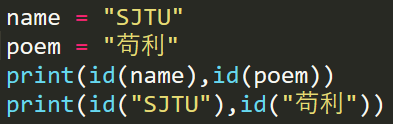 name = "SJTU"
poem = "苟利"
print(id(name),id(poem))
print(id("SJTU"),id("苟利"))